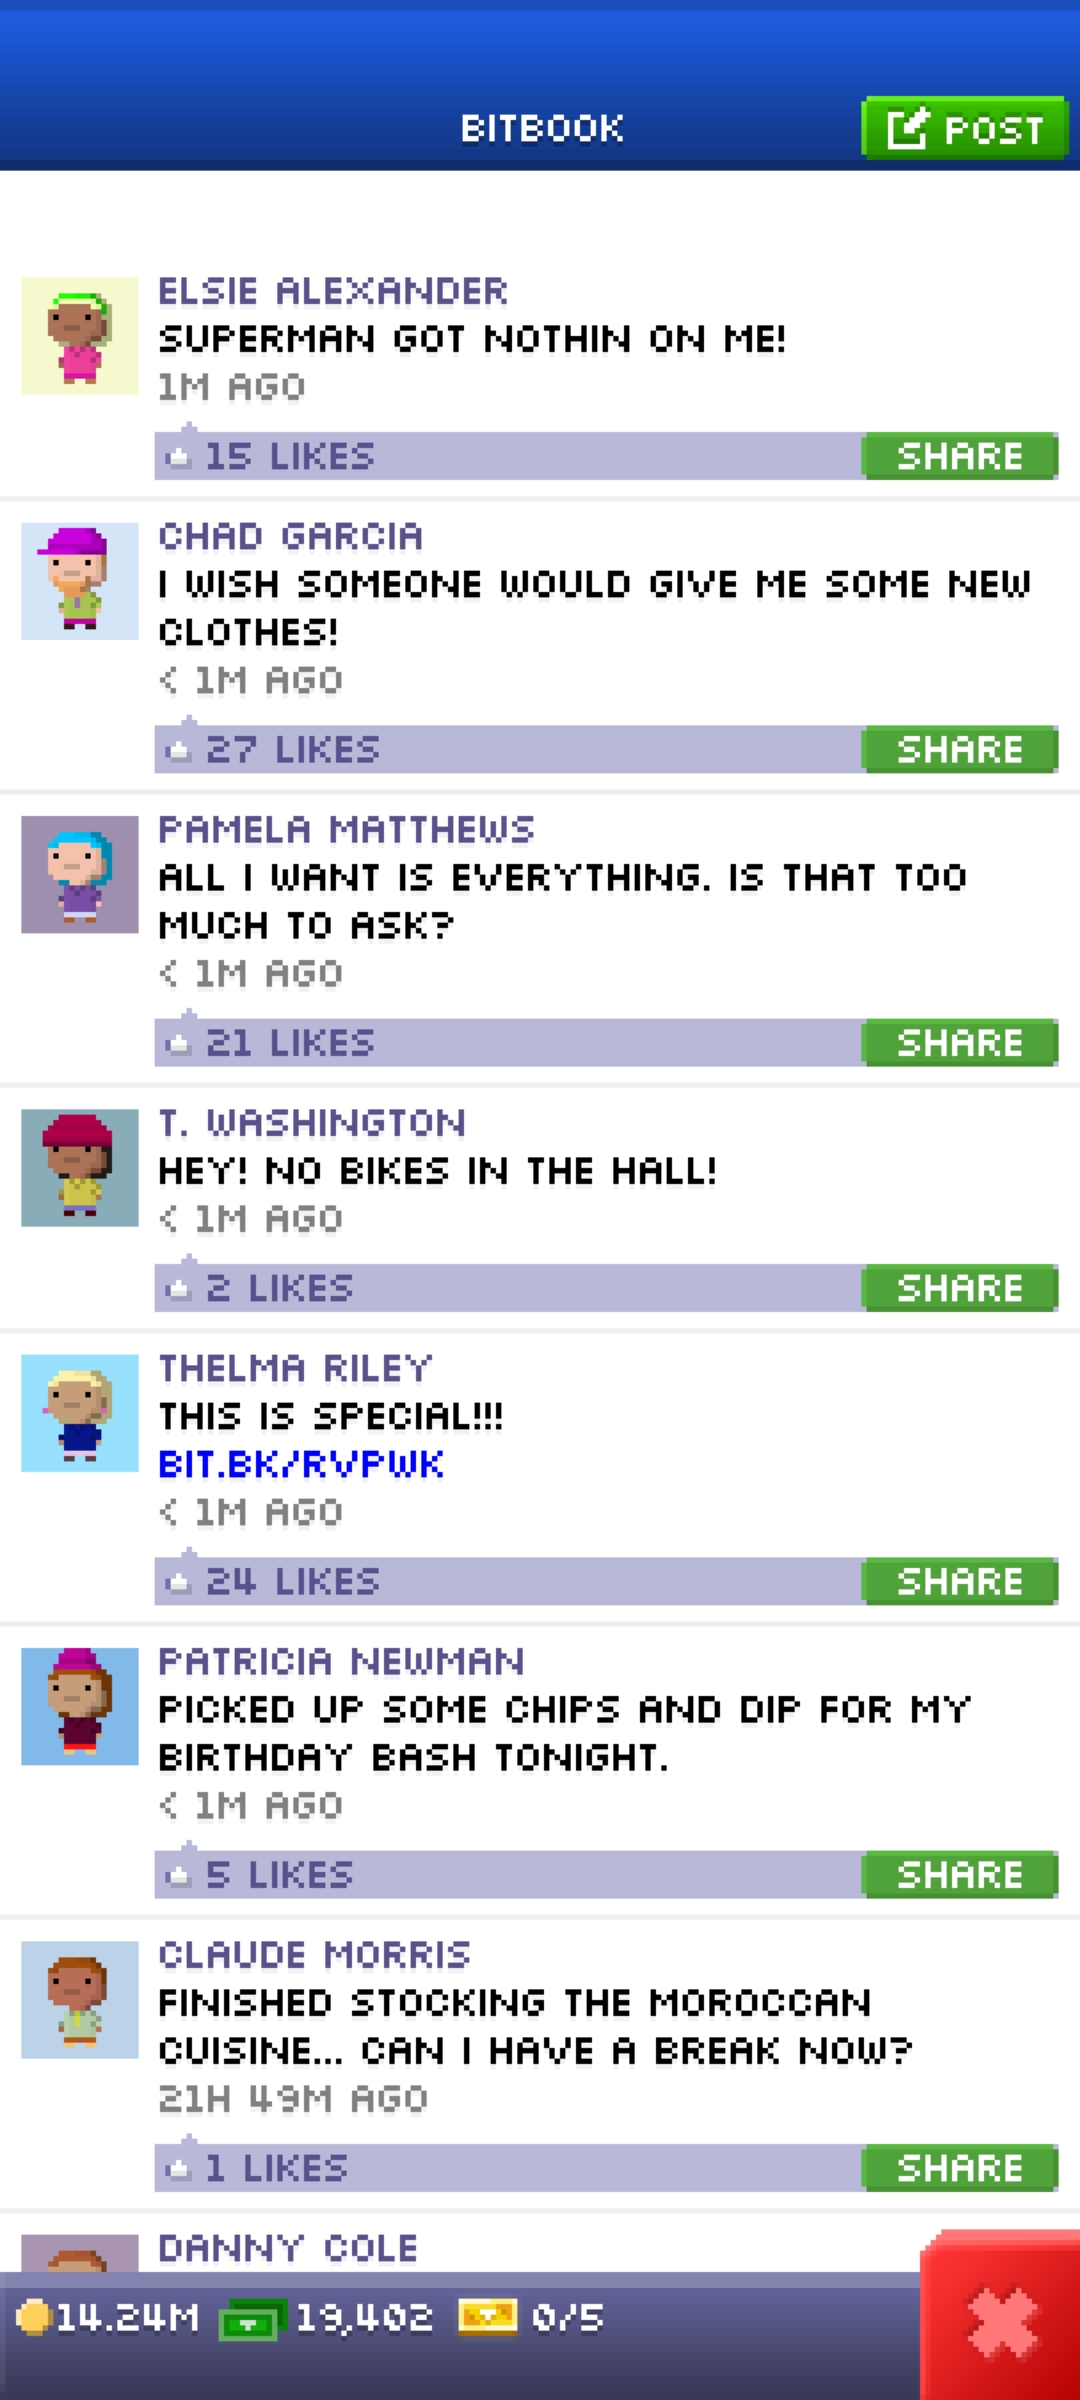 BITBOOK
POST
ELSIE ALEXANDER
SUPERMAN GOT NOTHIN ON ME!
1M AGO
15 LIKES
SHARE
CHAD GARCIA
I WISH SOMEONE WOULD GIVE ME SOME NEW
CLOTHES!
< 1M AGO
27 LIKES
SHARE
PAMELA MATTHEWS
ALL I WANT IS EVERYTHING. IS THAT TOO
MUCH TO ASK?
< 1M AGO
21 LIKES
SHARE
T. WASHINGTON
HEY! NO BIKES IN THE HALL!
< 1M AGO
2 LIKES
SHARE
THELMA RILEY
THIS IS SPECIAL!!!
BIT.BK/RVPWK
< 1M AGO
24 LIKES
SHARE
PATRICIA NEWMAN
PICKED UP SOME CHIPS AND DIP FOR MY
BIRTHDAY BASH TONIGHT.
< 1M AGO
5 LIKES
SHARE
CLAUDE MORRIS
FINISHED STOCKING THE MOROCCAN
CUISINE... CAN I HAVE A BREAK NOW?
21H 49M AGO
1 LIKES
SHARE
DANNY COLE
14.24M 19,402 0/5